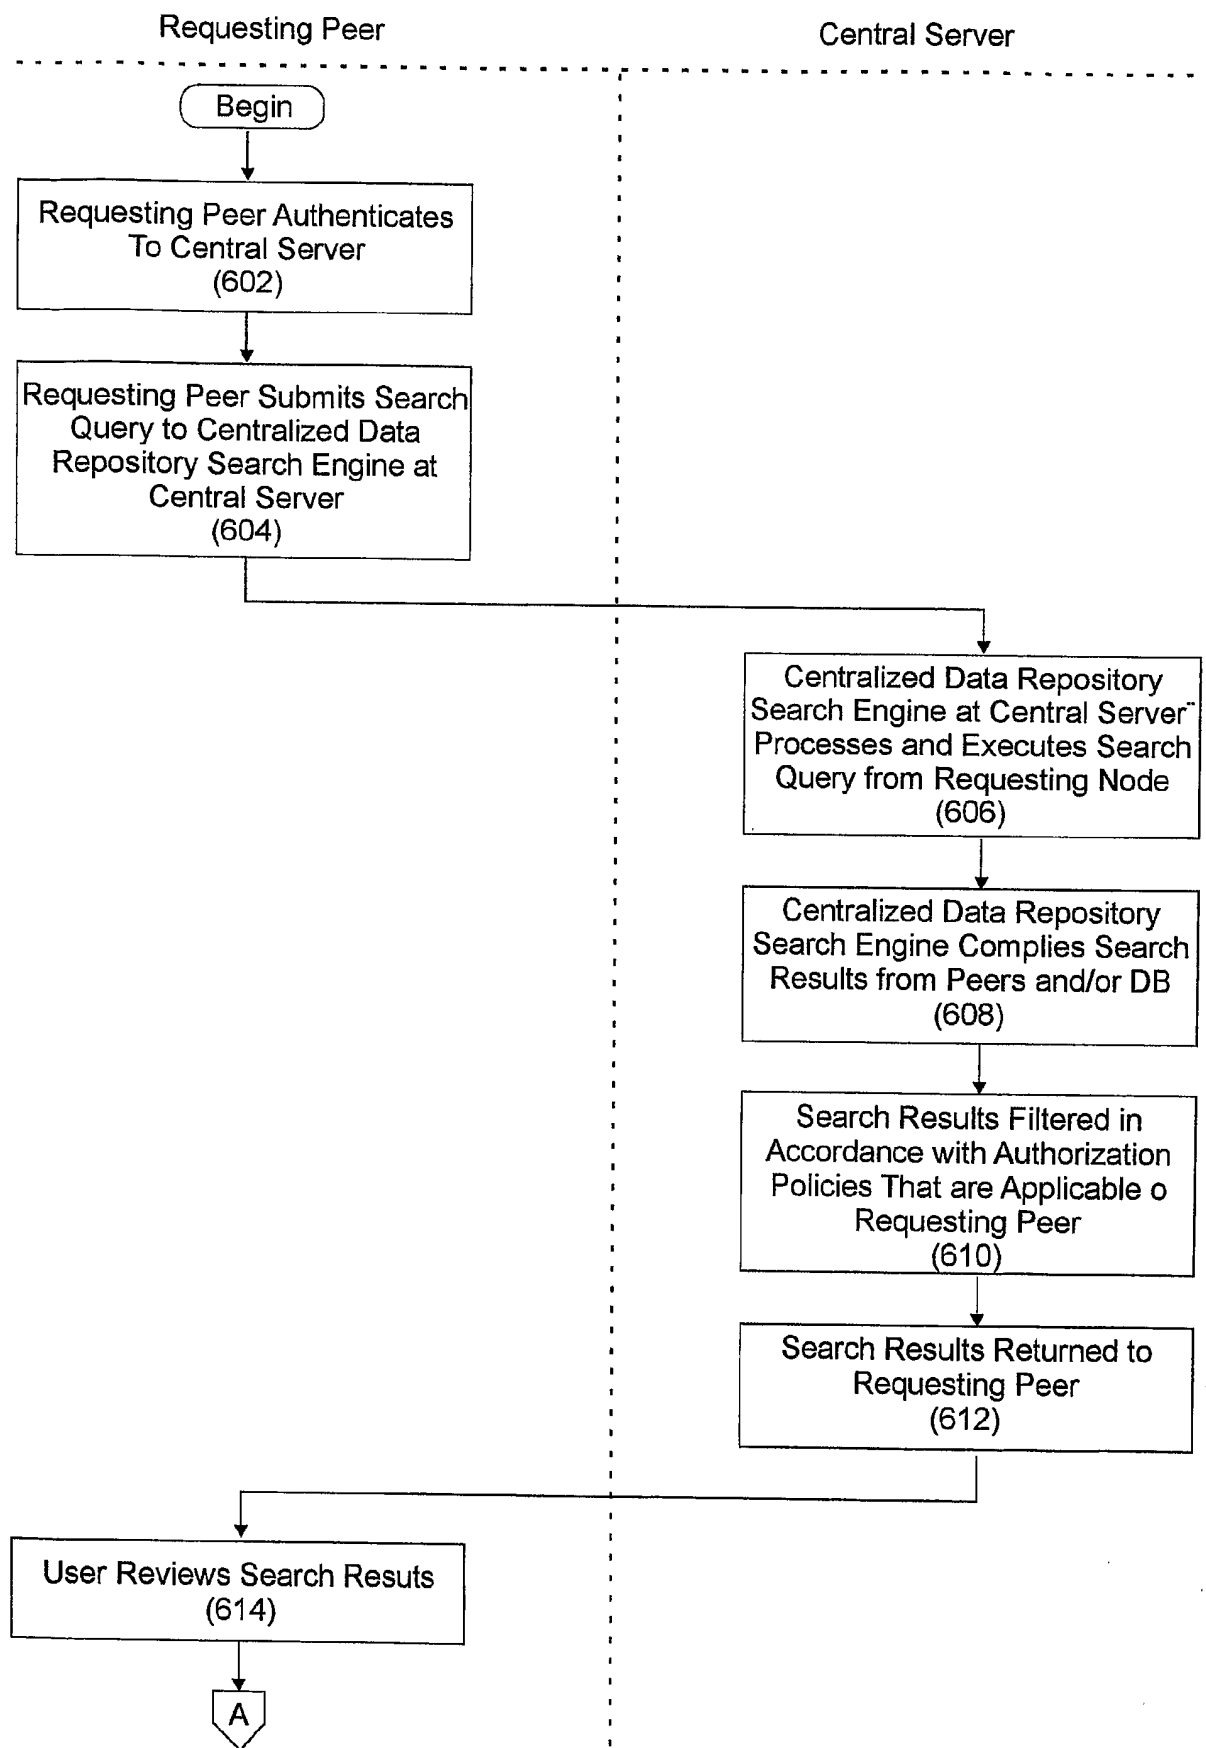 Requesting Peer
Central Server
Begin
Requesting Peer Authenticates
To Central Server
(602)
Requesting Peer Submits Search
Query to Centralized Data
Repository Search Engine at
Central Server
(604)
Centralized Data Repository
Search Engine at Central Server
Processes and Executes Search
Query from Requesting Node
(606)
Centralized Data Repository
Search Engine Complies Search
Results from Peers and/or DB
(608)
Search Results Filtered in
Accordance with Authorization
Policies That are Applicable o
Requesting Peer
(610)
Search Results Returned to
Requesting Peer
(612)
User Reviews Search Resuts
(614)
A